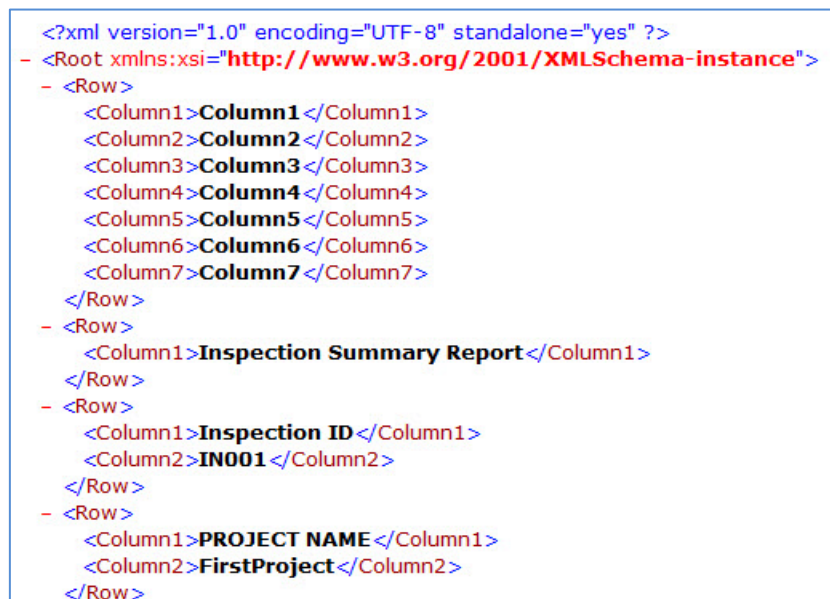 <?xml version="1.0" encoding="UTF-8" standalone="yes" ?>
- <Root xmlns:xsi="http://www.w3.org/2001/XMLSchema-instance">
- <Row>
<Column1>Column1</Column1>
<Column2>Column2</Column2>
<Column3>Column3</Column3>
<Column4>Column4</Column4>
<Column5>Column5</Column5>
<Column6>Column6</Column6>
<Column7>Column7</Column7>
</Row>
- <Row>
<Column1>Inspection Summary Report</Column1>
</Row>
- <Row>
<Column1>Inspection ID</Column1>
<Column2>IN001</Column2>
</Row>
- <Row>
<Column1>PROJECT NAME</Column1>
<Column2>FirstProject</Column2>
</Row>